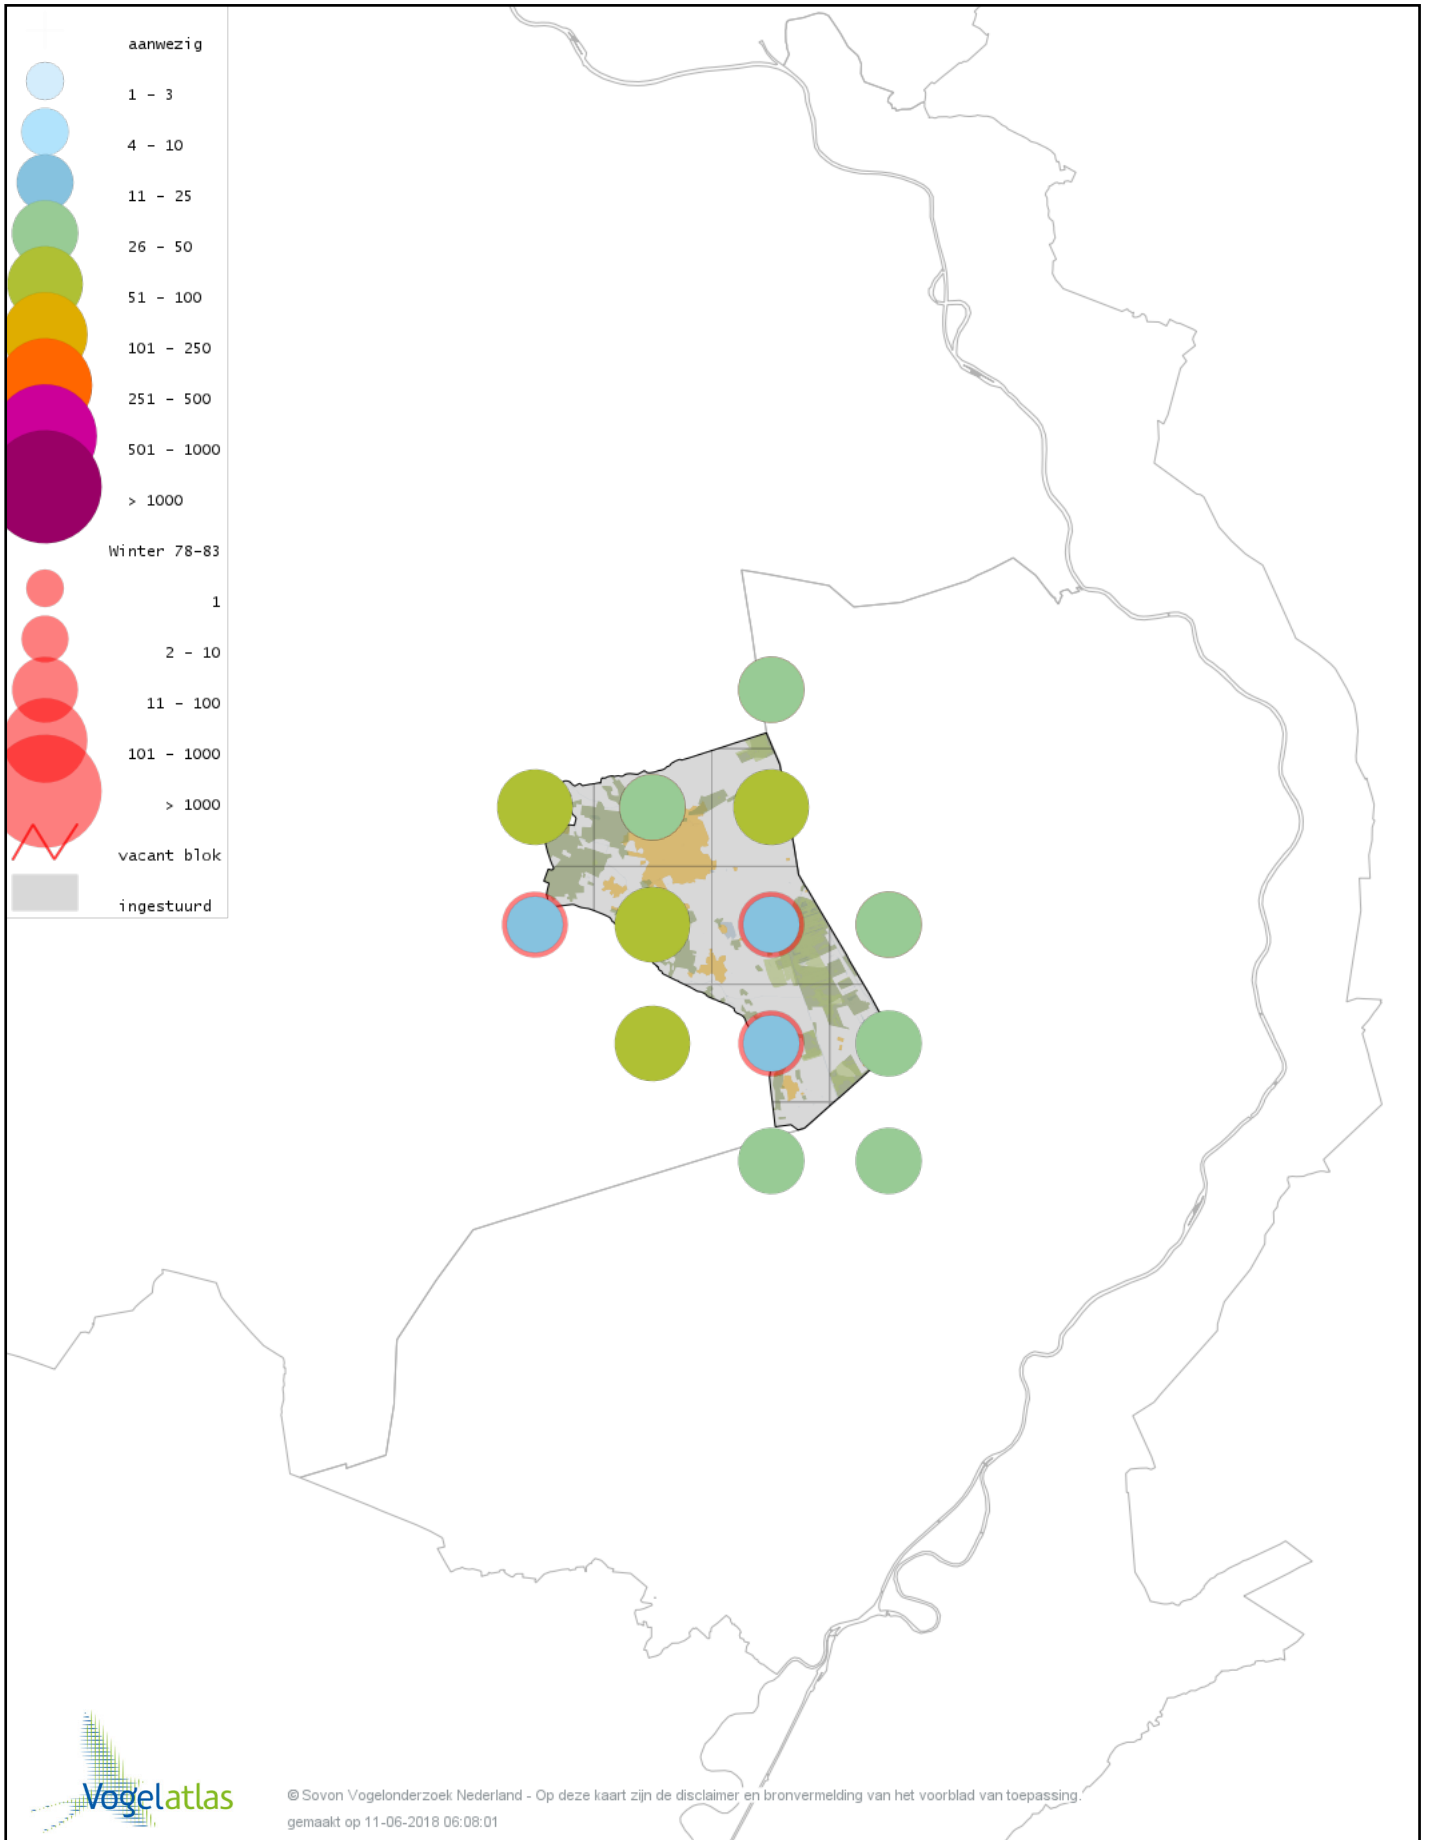 aanwezig
1 - 3
4 - 10
11 - 25
26 - 50
51 - 100
101 - 250
251 - 500
501 - 1000
> 1000
Winter 78-83
1
2 - 10
11 - 100
101 - 1000
> 1000
vacant blok
ingestuurd
Vogelatlas
© Sovon Vogelonderzoek Nederland - Op deze kaart zijn de disclaimer en bronvermelding van het voorblad van toepassing.
gemaakt op 11-06-2018 06:08:01